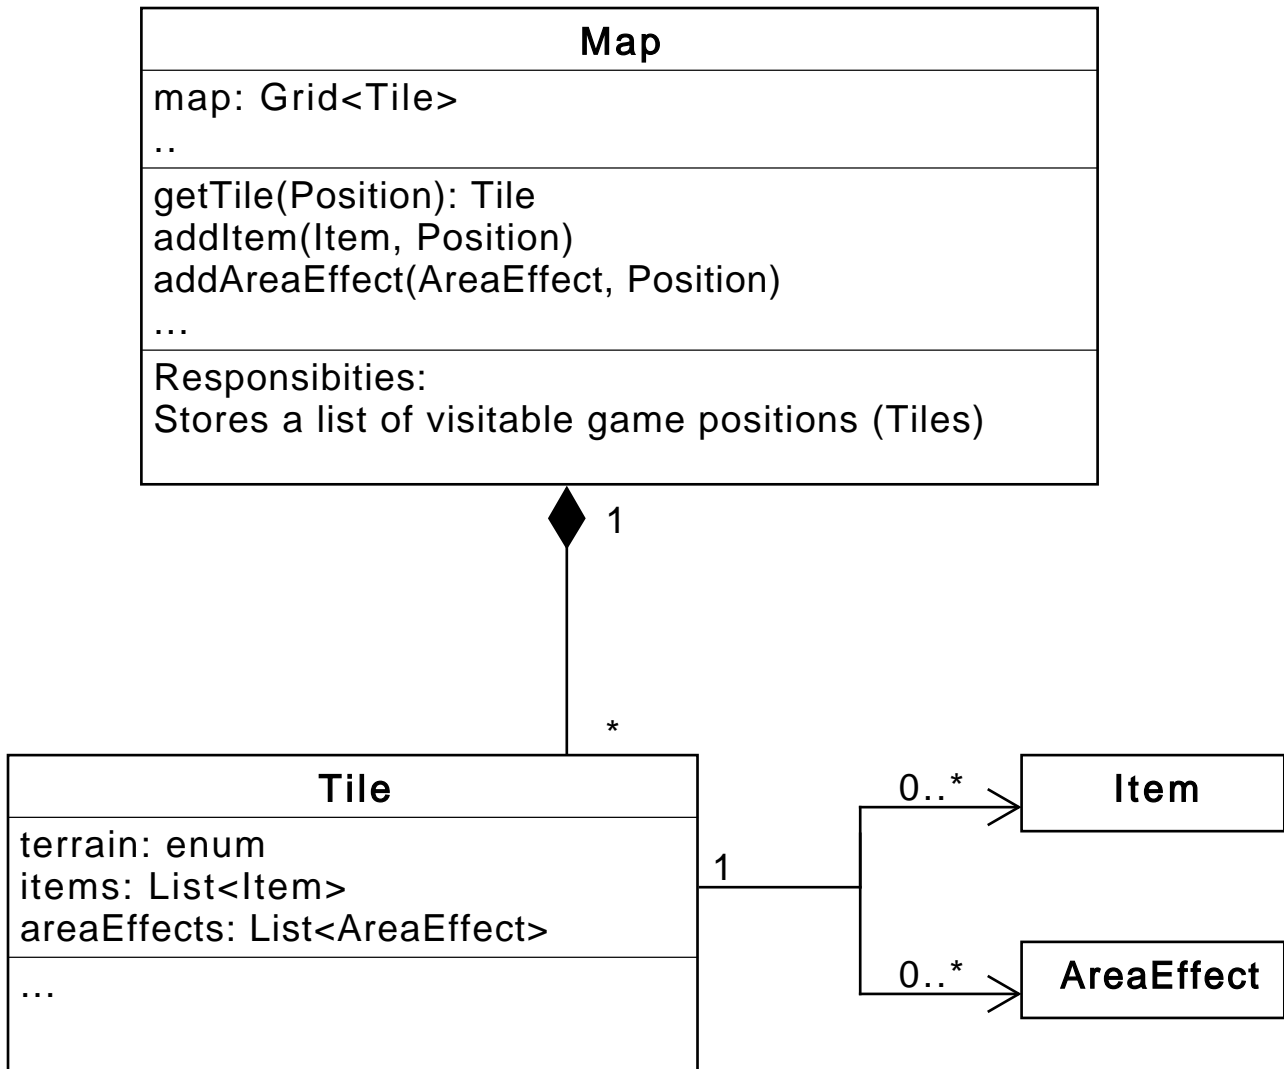 Map
map: Grid<Tile>
..
getTile(Position): Tile
addItem(Item, Position)
addAreaEffect(AreaEffect, Position)
...
Responsibities:
Stores a list of visitable game positions (Tiles)
1
*
Tile
terrain: enum
items: List<Item>
areaEffects: List<AreaEffect>
...
1
0..*
Item
0..*
AreaEffect